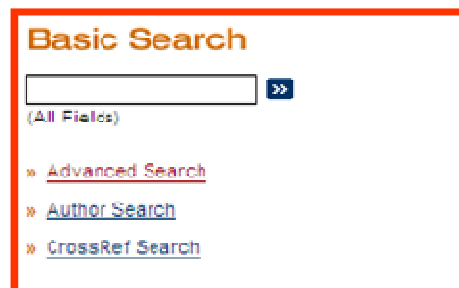 Basic Search
»
(All Fields)
» Advanced Search
» Author Search
» CrossRef Search